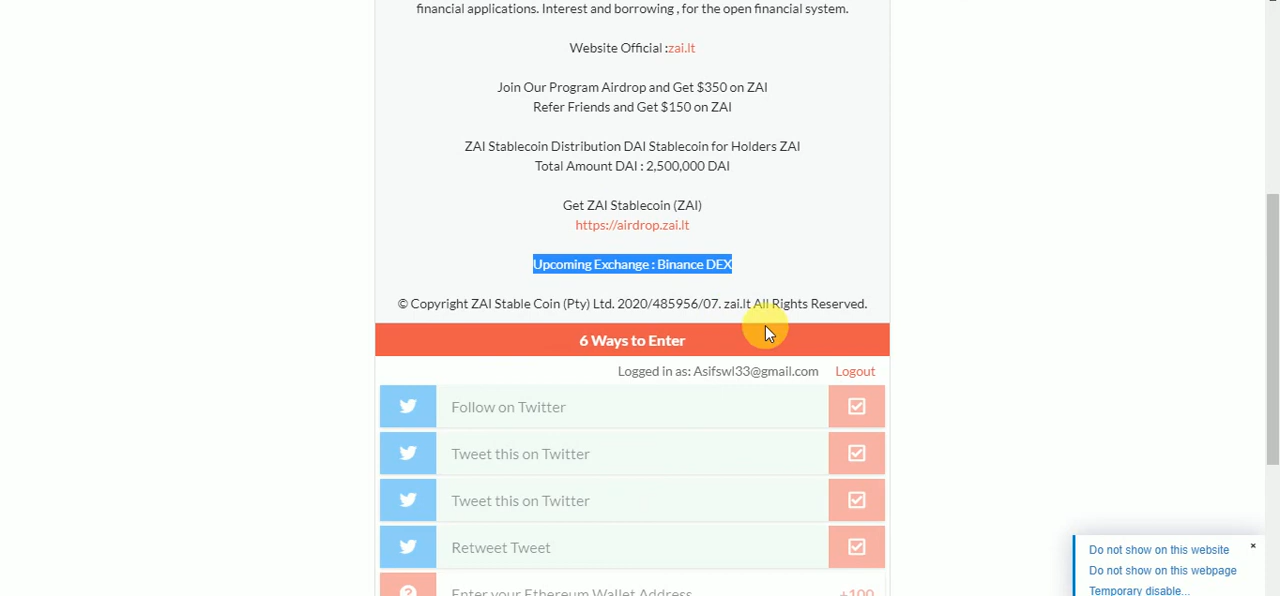 financial applications. Interest and borrowing , for the open financial system.
Website Official :zai.lt
Join Our Program Airdrop and Get $350 on ZAI
Refer Friends and Get $150 on ZAI
ZAI Stablecoin Distribution DAI Stablecoin for Holders ZAI
Total Amount DAI : 2,500,000 DAI
Get ZAI Stablecoin (ZAI)
https://airdrop.zai.lt
Upcoming Exchange : Binance DEX
© Copyright ZAI Stable Coin (Pty) Ltd. 2020/485956/07. zai.lt All Rights Reserved.
6 Ways to Enter
Logged in as: Asifswl33@gmail.com Logout
Follow on Twitter
Tweet this on Twitter
Tweet this on Twitter
Retweet Tweet
Enter your Ethereum Wallet Address +100
Do not show on this website
Do not show on this webpage
Temporary disable...